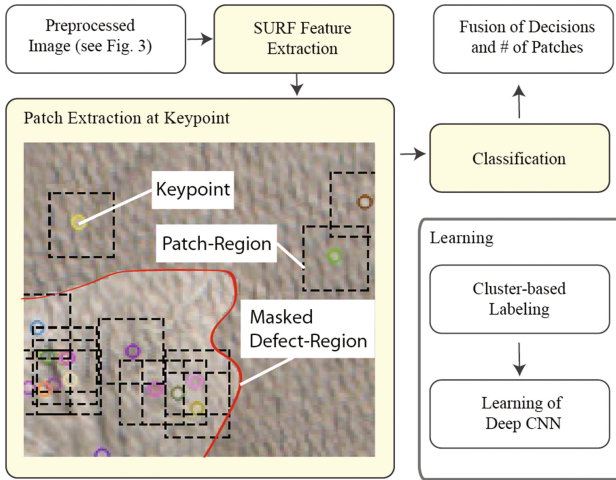 Preprocessed
Image (see Fig. 3)
SURF Feature
Extraction
Fusion of Decisions
and # of Patches
Patch Extraction at Keypoint
Keypoint
Patch-Region
Masked
Defect-Region
Classification
Learning
Cluster-based
Labeling
Learning of
Deep CNN